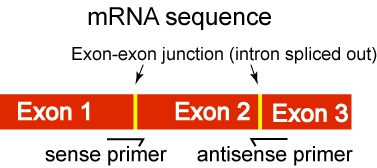 mRNA sequence
Exon-exon junction (intron spliced out)
Exon 1 Exon 2 Exon 3
sense primer antisense primer